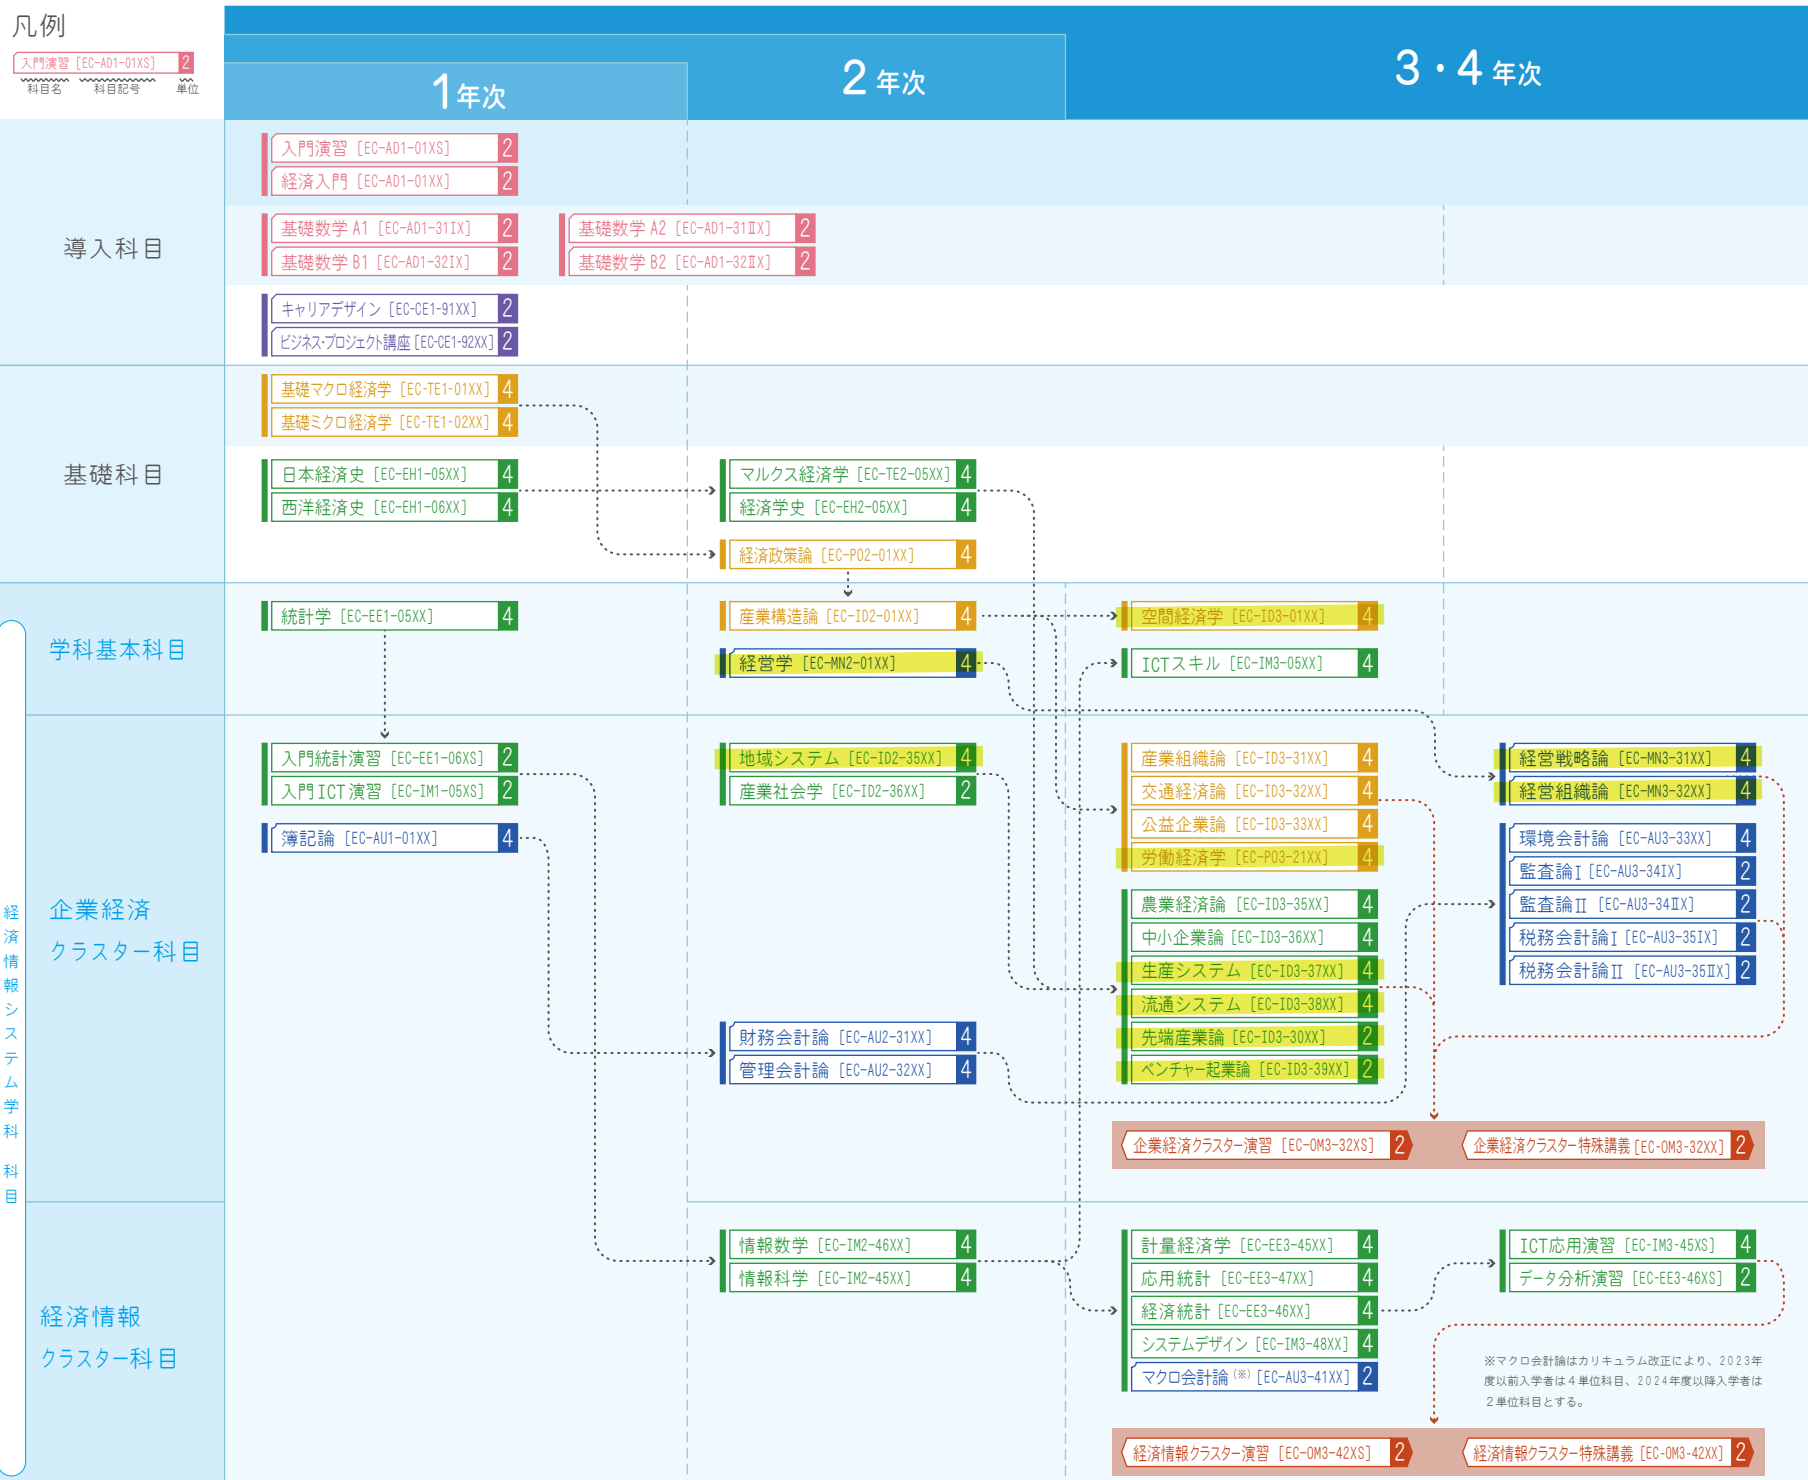 凡例
入門演習 [EC-AD1-01XS] 2
科目名 科目記号 単位
1年次
2年次
3・4年次
導入科目
入門演習 [EC-AD1-01XS] 2
経済入門 [EC-AD1-01XX] 2
基礎数学 A1 [EC-AD1-31IX] 2
基礎数学 B1 [EC-AD1-32IX] 2
基礎数学 A2 [EC-AD1-31ⅡX] 2
基礎数学 B2 [EC-AD1-32ⅡX] 2
キャリアデザイン [EC-CE1-91XX] 2
ビジネス・プロジェクト講座 [EC-CE1-92XX] 2
基礎科目
基礎マクロ経済学 [EC-TE1-01XX] 4
基礎ミクロ経済学 [EC-TE1-02XX] 4
日本経済史 [EC-EH1-05XX] 4
西洋経済史 [EC-EH1-06XX] 4
マルクス経済学 [EC-TE2-05XX] 4
経済学史 [EC-EH2-05XX] 4
経済政策論 [EC-PO2-01XX] 4
経済情報システム学科 科目
学科基本科目
統計学 [EC-EE1-05XX] 4
産業構造論 [EC-ID2-01XX] 4
経営学 [EC-MN2-01XX] 4
空間経済学 [EC-ID3-01XX] 4
ICTスキル [EC-IM3-05XX] 4
企業経済
クラスター科目
入門統計演習 [EC-EE1-06XS] 2
入門ICT演習 [EC-IM1-05XS] 2
簿記論 [EC-AU1-01XX] 4
地域システム [EC-ID2-35XX] 4
産業社会学 [EC-ID2-36XX] 2
財務会計論 [EC-AU2-31XX] 4
管理会計論 [EC-AU2-32XX] 4
産業組織論 [EC-ID3-31XX] 4
交通経済論 [EC-ID3-32XX] 4
公益企業論 [EC-ID3-33XX] 4
労働経済学 [EC-PO3-21XX] 4
農業経済論 [EC-ID3-35XX] 4
中小企業論 [EC-ID3-36XX] 4
生産システム [EC-ID3-37XX] 4
流通システム [EC-ID3-38XX] 4
先端産業論 [EC-ID3-30XX] 2
ベンチャー起業論 [EC-ID3-39XX] 2
経営戦略論 [EC-MN3-31XX] 4
経営組織論 [EC-MN3-32XX] 4
環境会計論 [EC-AU3-33XX] 4
監査論Ⅰ [EC-AU3-34IX] 2
監査論Ⅱ [EC-AU3-34ⅡX] 2
税務会計論Ⅰ [EC-AU3-35IX] 2
税務会計論Ⅱ [EC-AU3-35ⅡX] 2
企業経済クラスター演習 [EC-OM3-32XS] 2
企業経済クラスター特殊講義 [EC-OM3-32XX] 2
経済情報
クラスター科目
情報数学 [EC-IM2-46XX] 4
情報科学 [EC-IM2-45XX] 4
計量経済学 [EC-EE3-45XX] 4
応用統計 [EC-EE3-47XX] 4
経済統計 [EC-EE3-46XX] 4
システムデザイン [EC-IM3-48XX] 4
マクロ会計論(※) [EC-AU3-41XX] 2
ICT応用演習 [EC-IM3-45XS] 4
データ分析演習 [EC-EE3-46XS] 2
※マクロ会計論はカリキュラム改正により、2023年
度以前入学者は4単位科目、2024年度以降入学者は
2単位科目とする。
経済情報クラスター演習 [EC-OM3-42XS] 2
経済情報クラスター特殊講義 [EC-OM3-42XX] 2